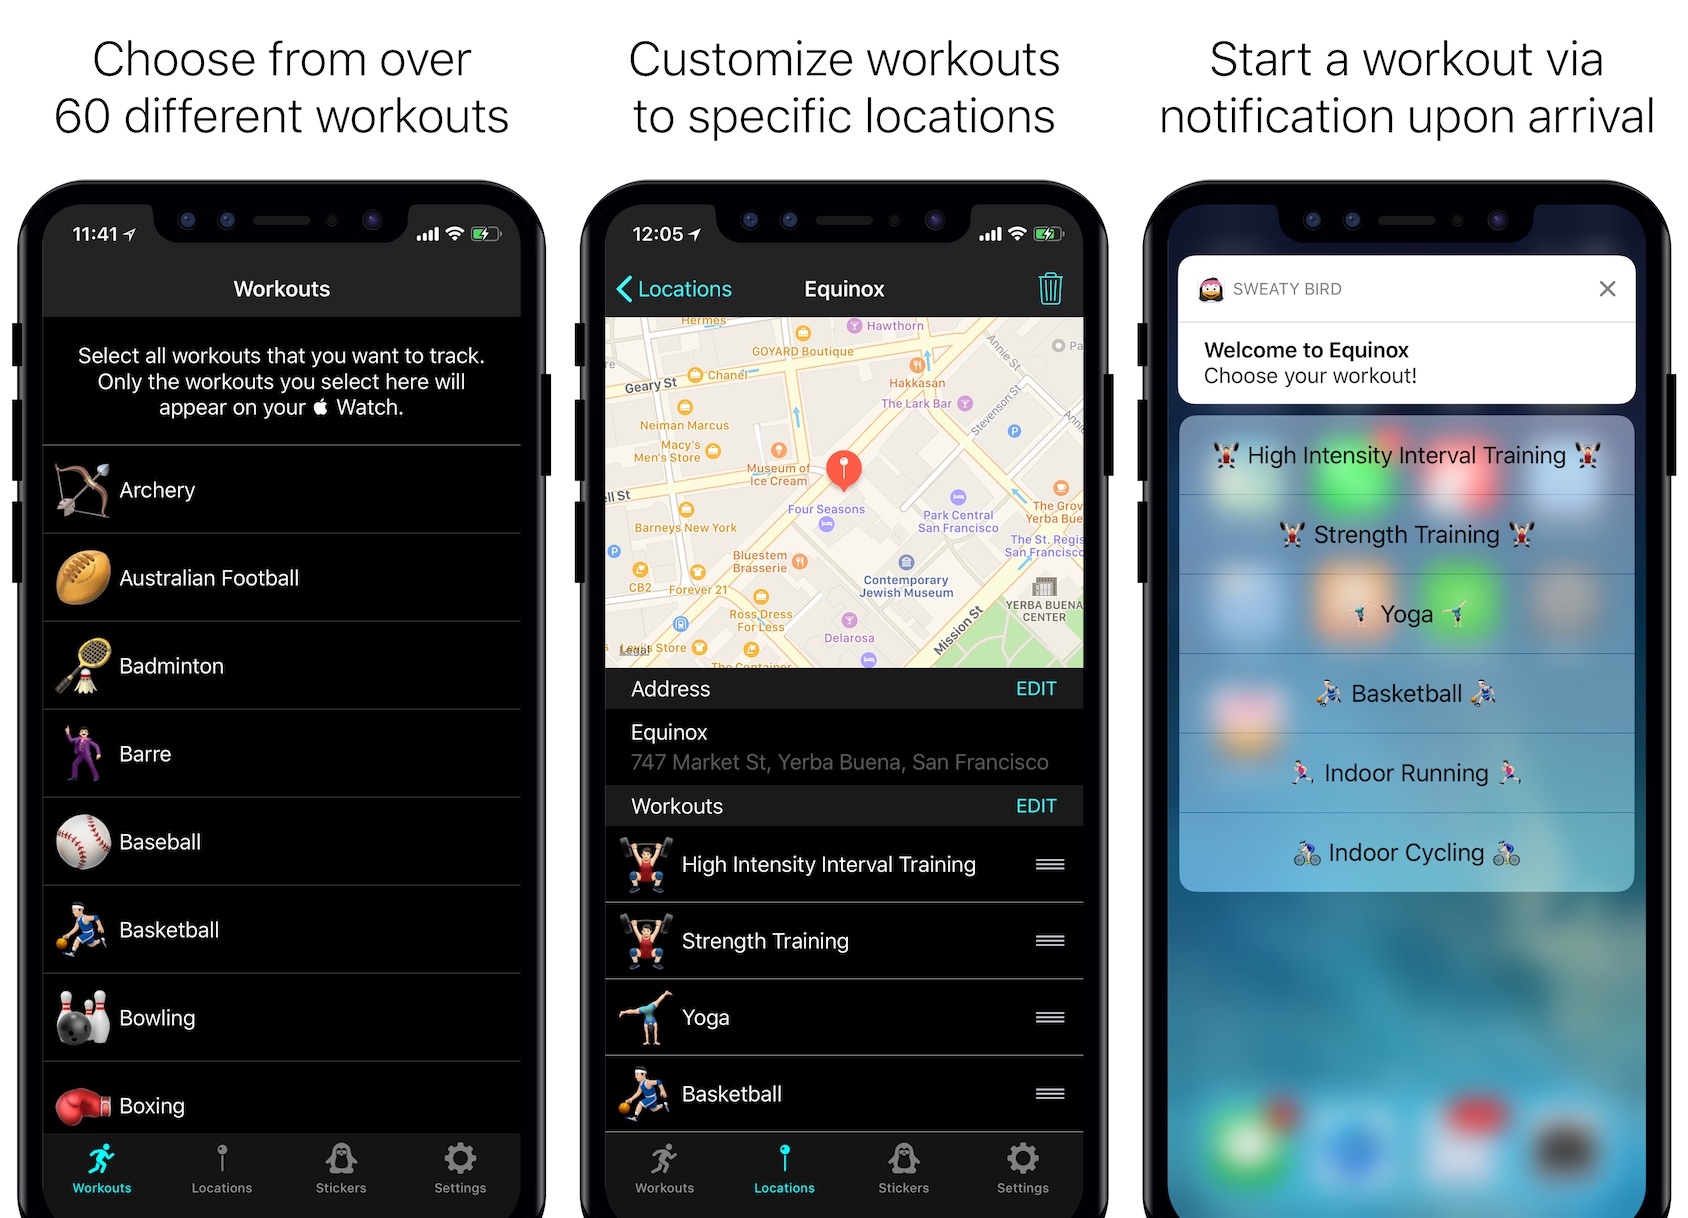 Choose from over
60 different workouts
11:41
Workouts
Select all workouts that you want to track.
Only the workouts you select here will
appear on your  Watch.
Archery
Australian Football
Badminton
Barre
Baseball
Basketball
Bowling
Boxing
Workouts
Locations
Stickers
Settings
Customize workouts
to specific locations
12:05
Locations
Equinox
Hermes
Hawthorn
GOYARD Boutique
Annie St
Pa
re
Geary St
Chanel
Hakkasan
The Lark Bar
Stevenson St
Annie
Neiman Marcus
Macy's
Men's Store
P
Museum of
Ice Cream
ll St
Four Seasons
Park Central
San Francisco
The Grov
Yerba Bue
Barneys New York
The St. Regis
San Francisco
P
Bluestem
Brasserie
Contemporary
Jewish Museum
CB2
Forever 21
Ross Dress
For Less
YERBA BUENA
CENTER
Mission St
Delarosa
s
Levi's Store
Legal
The Container
Address
EDIT
Equinox
747 Market St, Yerba Buena, San Francisco
Workouts
EDIT
High Intensity Interval Training
Strength Training
Yoga
Basketball
Workouts
Locations
Stickers
Settings
Start a workout via
notification upon arrival
SWEATY BIRD
Welcome to Equinox
Choose your workout!
High Intensity Interval Training
Strength Training
Yoga
Basketball
Indoor Running
Indoor Cycling